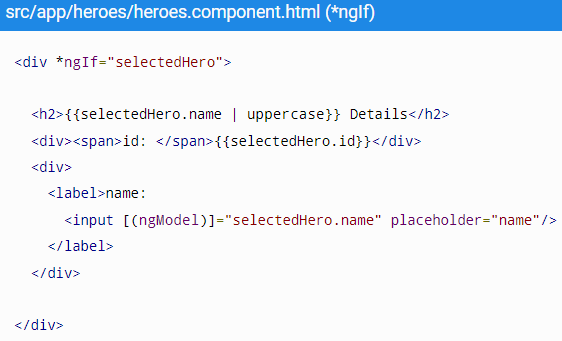 src/app/heroes/heroes.component.html (*ngIf)
<div *ngIf="selectedHero">
<h2>{{selectedHero.name | uppercase}} Details</h2>
<div><span>id: </span>{{selectedHero.id}}</div>
<div>
<label>name:
<input [(ngModel)]="selectedHero.name" placeholder="name"/>
</label>
</div>
</div>